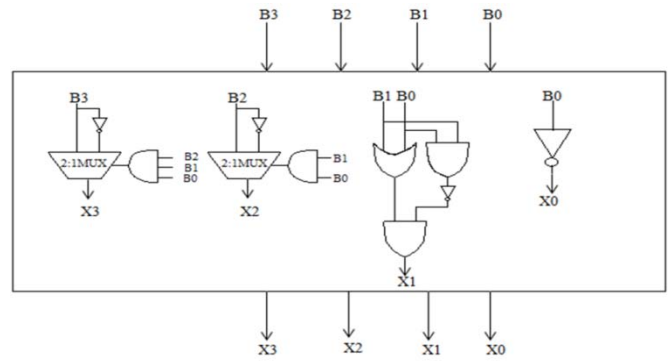 B3 B2 B1 B0
B3 B2 B1 B0 B0
2:1MUX B2 B1 B0 2:1MUX B1 B0
X3 X2 X1 X0
X3 X2 X1 X0